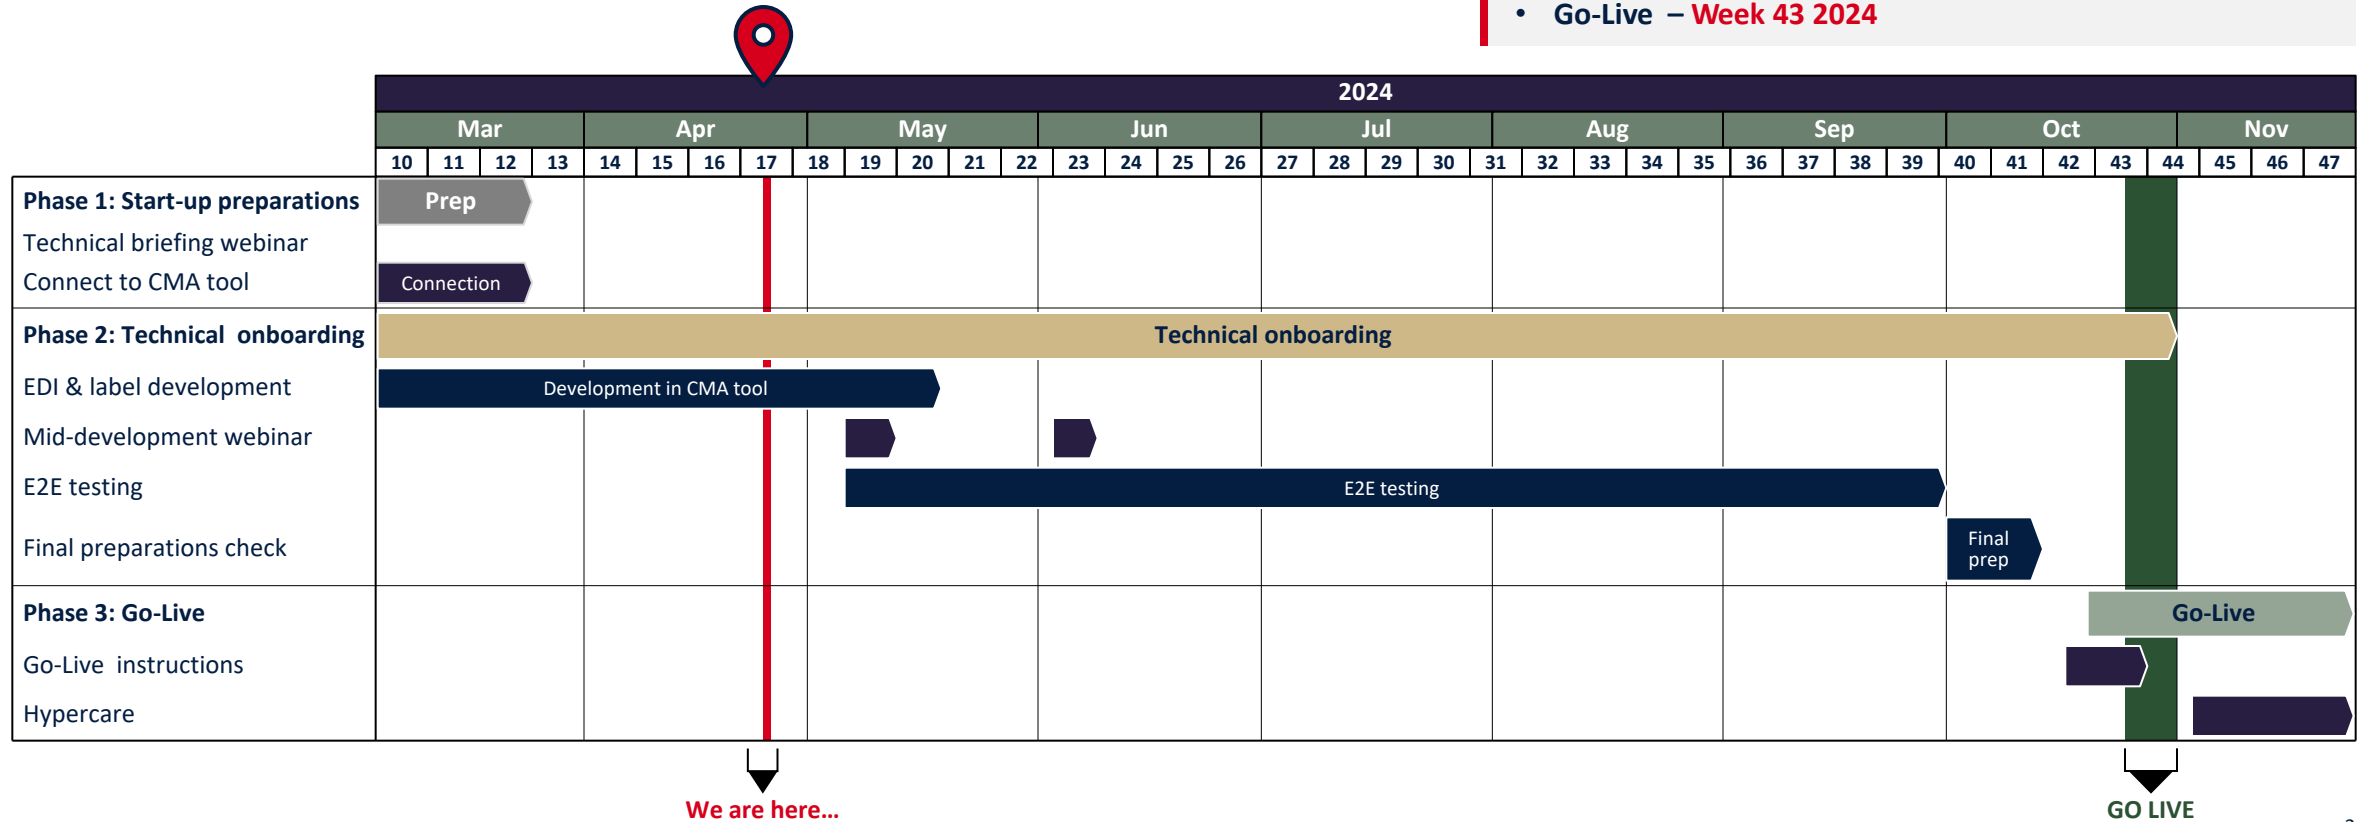 • Go-Live – Week 43 2024
2024
Mar Apr May Jun Jul Aug Sep Oct Nov
10 11 12 13 14 15 16 17 18 19 20 21 22 23 24 25 26 27 28 29 30 31 32 33 34 35 36 37 38 39 40 41 42 43 44 45 46 47
Phase 1: Start-up preparations Prep
Technical briefing webinar
Connect to CMA tool Connection
Phase 2: Technical onboarding Technical onboarding
EDI & label development Development in CMA tool
Mid-development webinar
E2E testing E2E testing
Final preparations check Final
prep
Phase 3: Go-Live Go-Live
Go-Live instructions
Hypercare
We are here...
GO LIVE